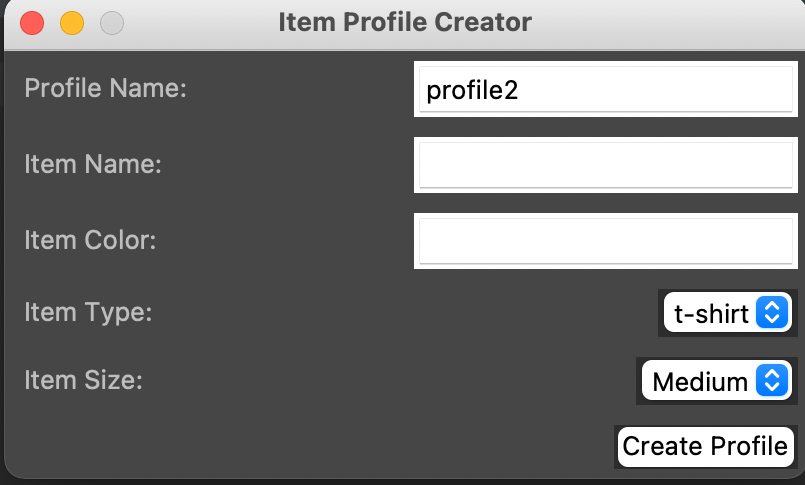 Item Profile Creator
Profile Name: profile2
Item Name:
Item Color:
Item Type: t-shirt
Item Size: Medium
Create Profile